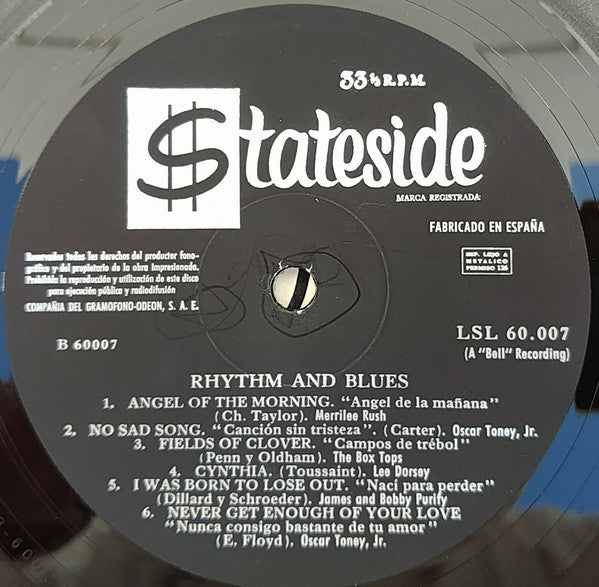 33⅓ R.P.M.
$tateside
MARCA REGISTRADA
FABRICADO EN ESPAÑA
Reservados todos los derechos del productor fono-
gráfico y del propietario de la obra impresionada.
Prohibida la reproducción y utilización de este disco
para ejecución pública y radiodifusión
COMPAÑIA DEL GRAMOFONO-ODEON, S. A. E.
IMP. LEJO A
METALICO
PERMISO 126
B 60007
LSL 60.007
(A "Bell" Recording)
RHYTHM AND BLUES
1. ANGEL OF THE MORNING. "Angel de la mañana"
(Ch. Taylor). Merrilee Rush
2. NO SAD SONG. "Canción sin tristeza". (Carter). Oscar Toney, Jr.
3. FIELDS OF CLOVER. "Campos de trébol"
(Penn y Oldham). The Box Tops
4. CYNTHIA. (Toussaint). Lee Dorsey
5. I WAS BORN TO LOSE OUT. "Nací para perder"
(Dillard y Schroeder). James and Bobby Purify
6. NEVER GET ENOUGH OF YOUR LOVE
"Nunca consigo bastante de tu amor"
(E. Floyd). Oscar Toney, Jr.